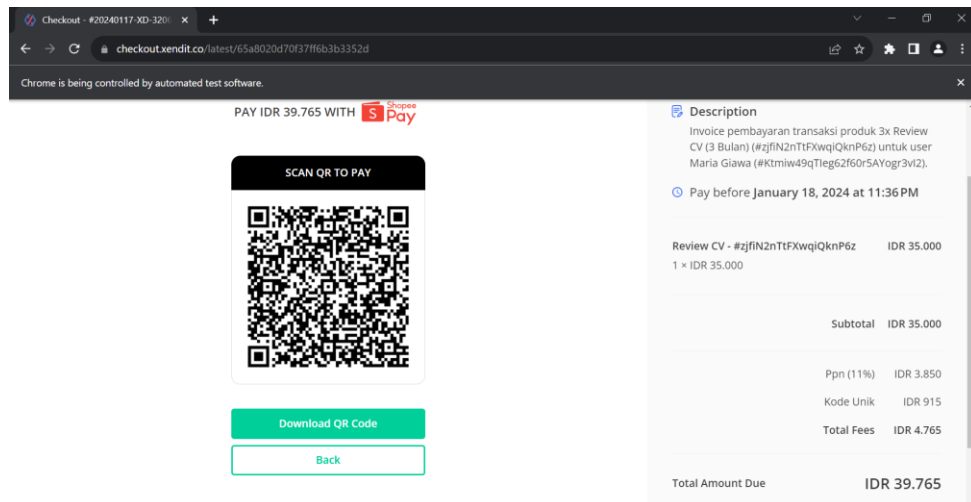 Checkout - #20240117-XD-320
checkout.xendit.co/latest/65a8020d70f37ff6b3b3352d
Chrome is being controlled by automated test software.
PAY IDR 39.765 WITH S Shopee Pay
SCAN QR TO PAY
Download QR Code
Back
Description
Invoice pembayaran transaksi produk 3x Review
CV (3 Bulan) (#zjfiN2nTtFXwqiQknP6z) untuk user
Maria Giawa (#Ktmiw49qTIeg62f60r5AYogr3vI2).
Pay before January 18, 2024 at 11:36 PM
Review CV - #zjfiN2nTtFXwqiQknP6z IDR 35.000
1 × IDR 35.000
Subtotal IDR 35.000
Ppn (11%) IDR 3.850
Kode Unik IDR 915
Total Fees IDR 4.765
Total Amount Due IDR 39.765